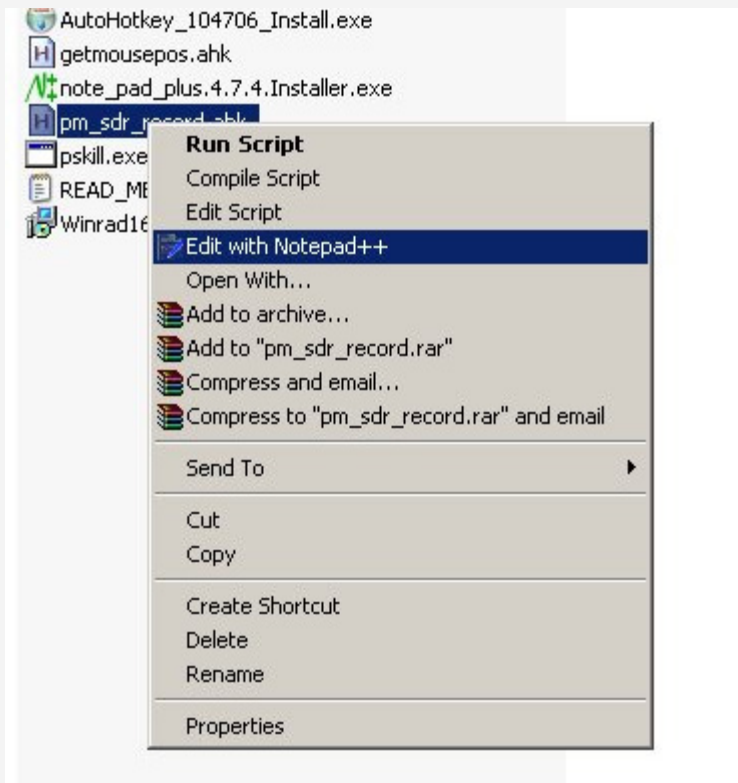 AutoHotkey_104706_Install.exe
getmousepos.ahk
note_pad_plus.4.7.4.Installer.exe
pm_sdr_record.ahk
pskill.exe
READ_ME
Winrad16
Run Script
Compile Script
Edit Script
Edit with Notepad++
Open With...
Add to archive...
Add to "pm_sdr_record.rar"
Compress and email...
Compress to "pm_sdr_record.rar" and email
Send To
Cut
Copy
Create Shortcut
Delete
Rename
Properties